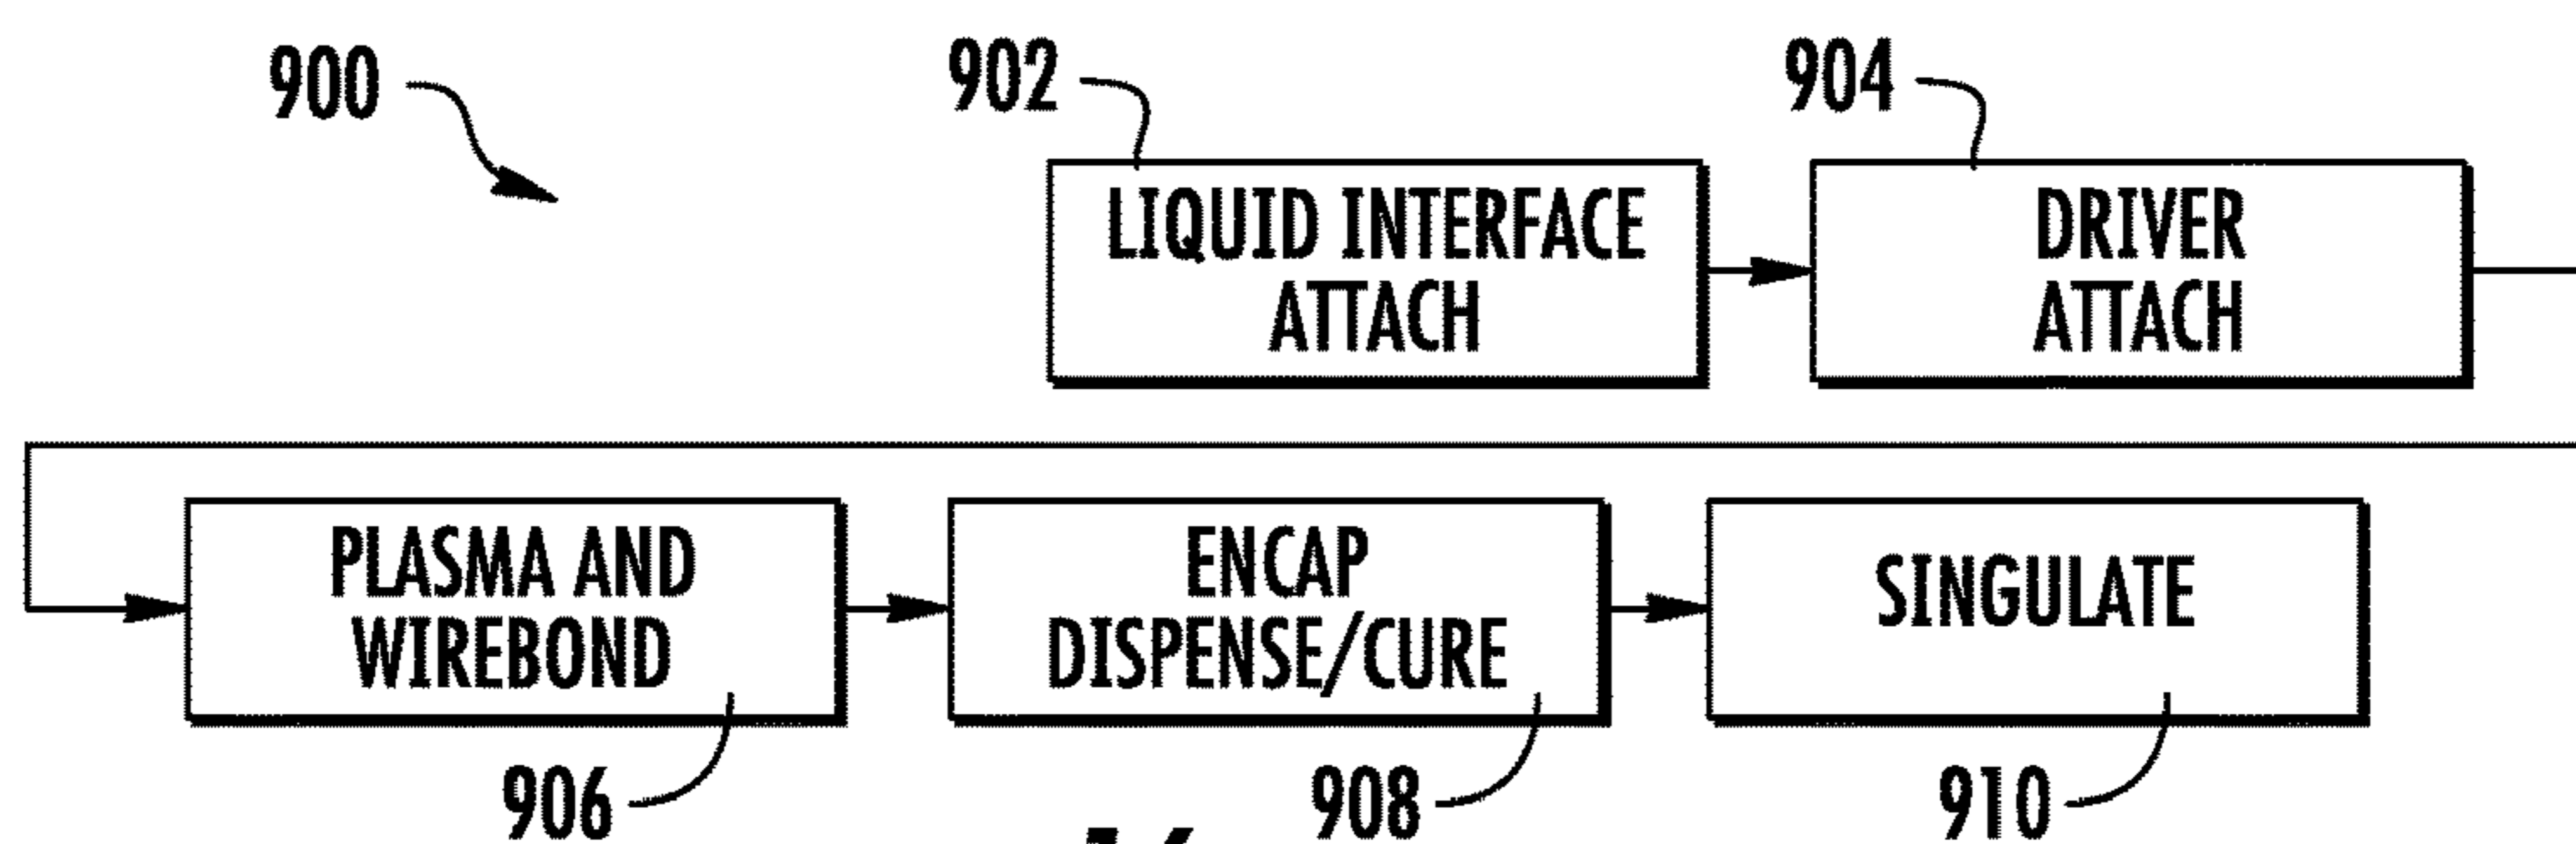 900
902
904
LIQUID INTERFACE
ATTACH
DRIVER
ATTACH
PLASMA AND
WIREBOND
ENCAP
DISPENSE/CURE
SINGULATE
906
908
910